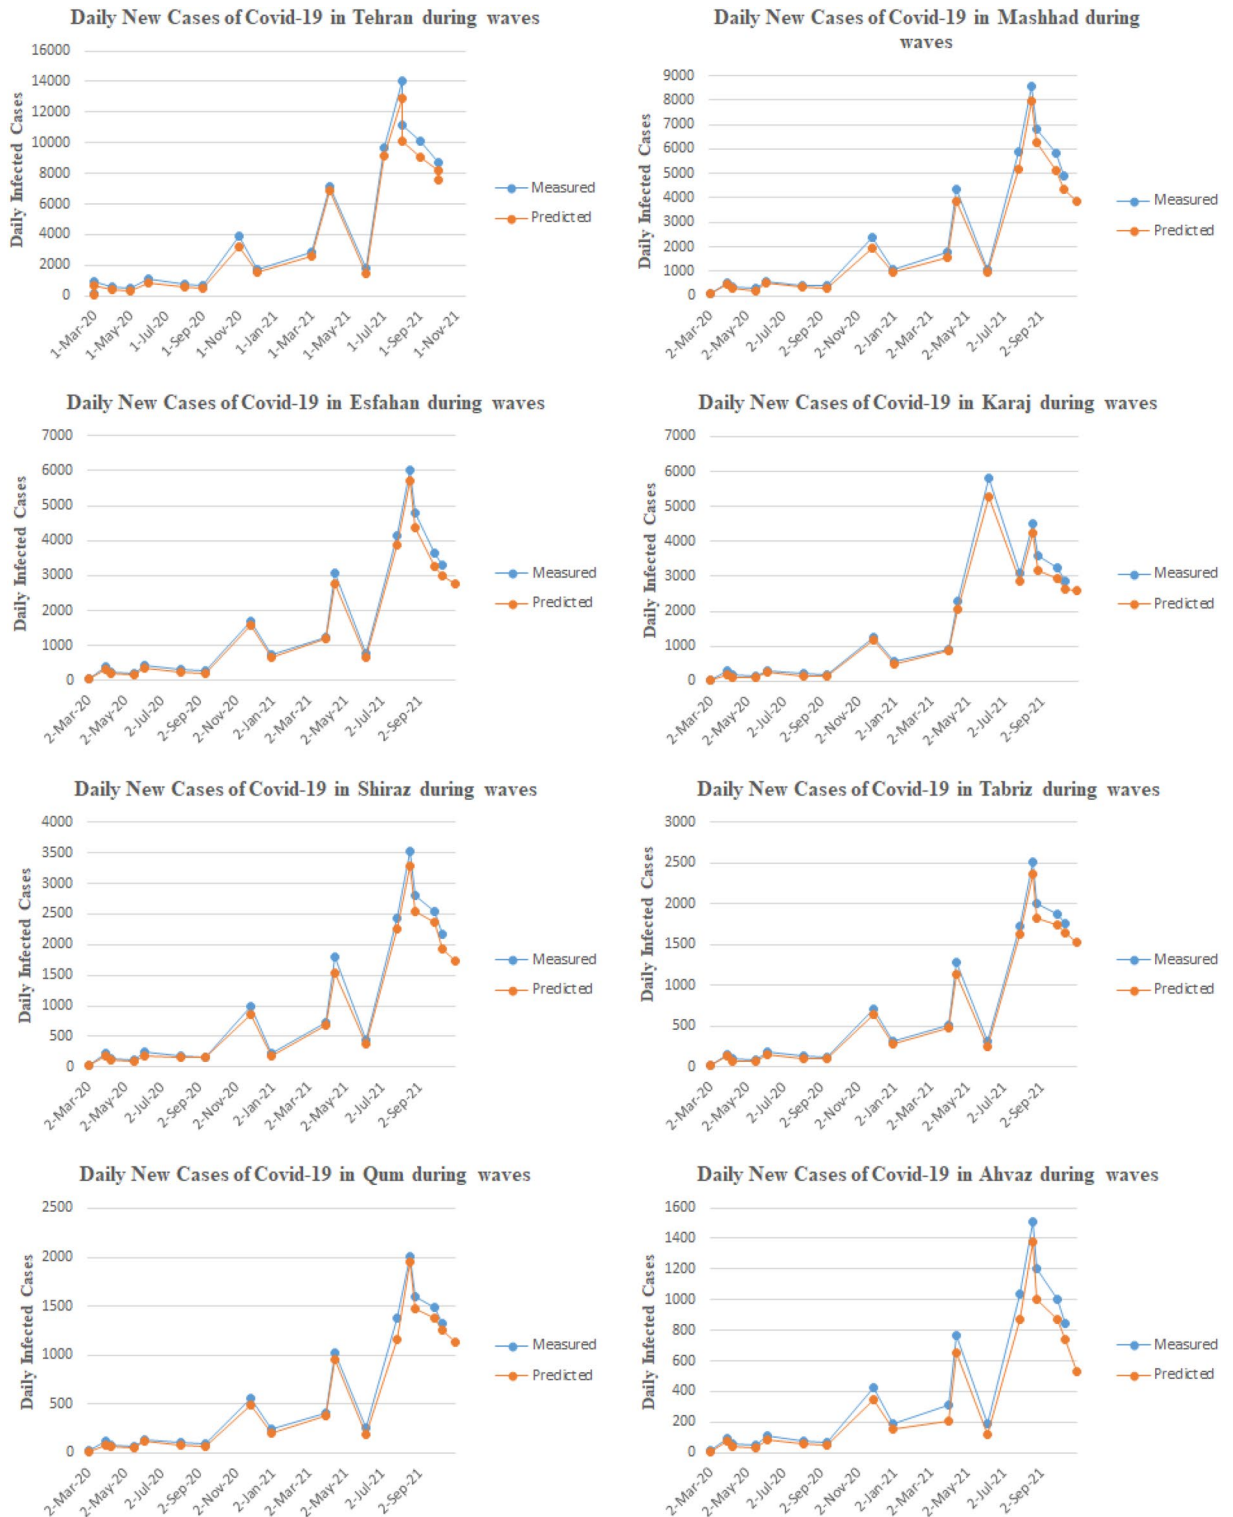 Daily New Cases of Covid-19 in Tehran during waves
Daily Infected Cases
16000
14000
12000
10000
8000
6000
4000
2000
0
1-Mar-20
1-May-20
1-Jul-20
1-Sep-20
1-Nov-20
1-Jan-21
1-Mar-21
1-May-21
1-Jul-21
1-Sep-21
1-Nov-21
Measured
Predicted
Daily New Cases of Covid-19 in Mashhad during
waves
Daily Infected Cases
9000
8000
7000
6000
5000
4000
3000
2000
1000
0
2-Mar-20
2-May-20
2-Jul-20
2-Sep-20
2-Nov-20
2-Jan-21
2-Mar-21
2-May-21
2-Jul-21
2-Sep-21
Measured
Predicted
Daily New Cases of Covid-19 in Esfahan during waves
Daily Infected Cases
7000
6000
5000
4000
3000
2000
1000
0
2-Mar-20
2-May-20
2-Jul-20
2-Sep-20
2-Nov-20
2-Jan-21
2-Mar-21
2-May-21
2-Jul-21
2-Sep-21
Measured
Predicted
Daily New Cases of Covid-19 in Karaj during waves
Daily Infected Cases
7000
6000
5000
4000
3000
2000
1000
0
2-Mar-20
2-May-20
2-Jul-20
2-Sep-20
2-Nov-20
2-Jan-21
2-Mar-21
2-May-21
2-Jul-21
2-Sep-21
Measured
Predicted
Daily New Cases of Covid-19 in Shiraz during waves
Daily Infected Cases
4000
3500
3000
2500
2000
1500
1000
500
0
2-Mar-20
2-May-20
2-Jul-20
2-Sep-20
2-Nov-20
2-Jan-21
2-Mar-21
2-May-21
2-Jul-21
2-Sep-21
Measured
Predicted
Daily New Cases of Covid-19 in Tabriz during waves
Daily Infected Cases
3000
2500
2000
1500
1000
500
0
2-Mar-20
2-May-20
2-Jul-20
2-Sep-20
2-Nov-20
2-Jan-21
2-Mar-21
2-May-21
2-Jul-21
2-Sep-21
Measured
Predicted
Daily New Cases of Covid-19 in Qum during waves
Daily Infected Cases
2500
2000
1500
1000
500
0
2-Mar-20
2-May-20
2-Jul-20
2-Sep-20
2-Nov-20
2-Jan-21
2-Mar-21
2-May-21
2-Jul-21
2-Sep-21
Measured
Predicted
Daily New Cases of Covid-19 in Ahvaz during waves
Daily Infected Cases
1600
1400
1200
1000
800
600
400
200
0
2-Mar-20
2-May-20
2-Jul-20
2-Sep-20
2-Nov-20
2-Jan-21
2-Mar-21
2-May-21
2-Jul-21
2-Sep-21
Measured
Predicted